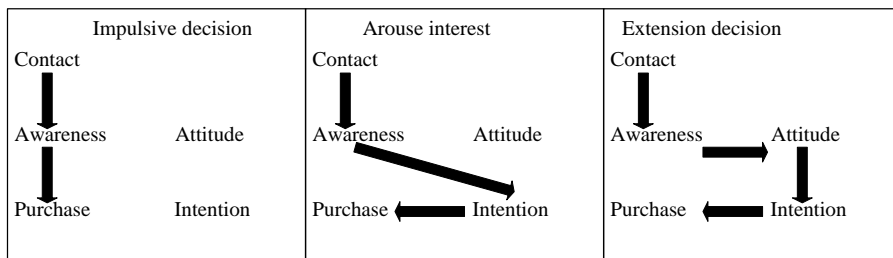 Impulsive decision
Contact
Awareness Attitude
Purchase Intention
Arouse interest
Contact
Awareness Attitude
Purchase Intention
Extension decision
Contact
Awareness Attitude
Purchase Intention